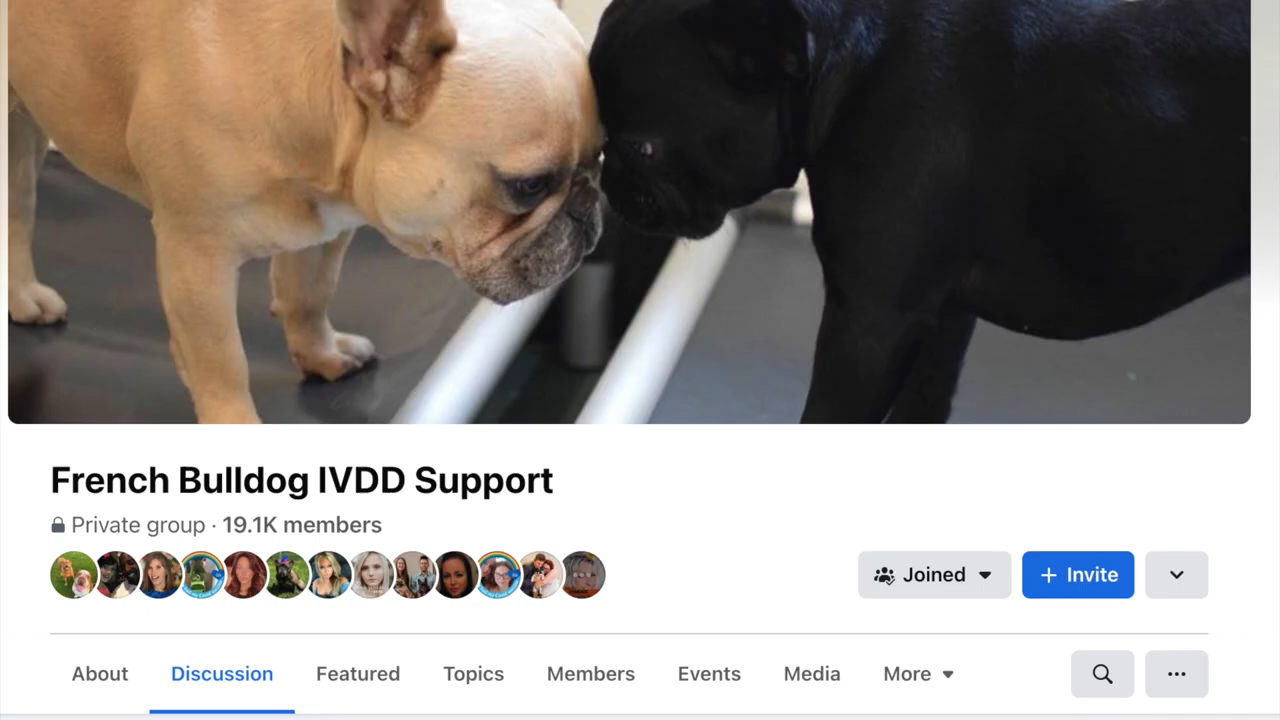 French Bulldog IVDD Support
Private group · 19.1K members
Joined
+ Invite
About Discussion Featured Topics Members Events Media More